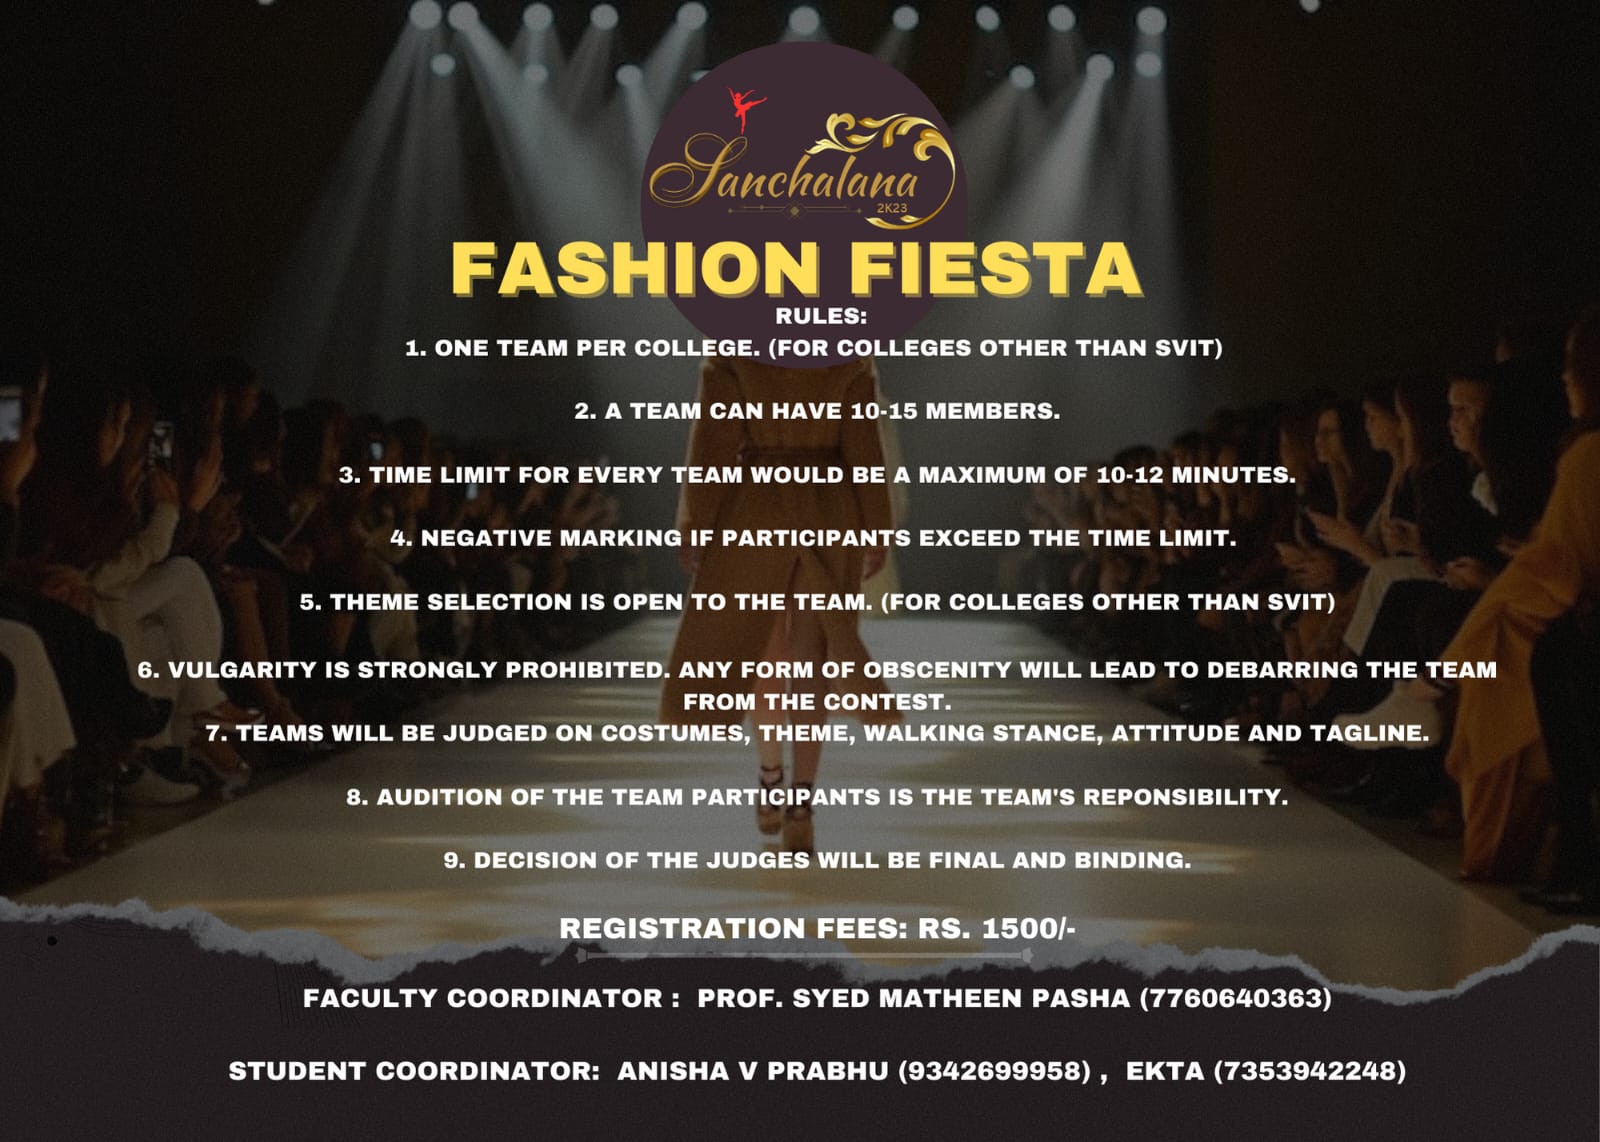 Sanchalana
2K23
FASHION FIESTA
RULES:
1. ONE TEAM PER COLLEGE. (FOR COLLEGES OTHER THAN SVIT)
2. A TEAM CAN HAVE 10-15 MEMBERS.
3. TIME LIMIT FOR EVERY TEAM WOULD BE A MAXIMUM OF 10-12 MINUTES.
4. NEGATIVE MARKING IF PARTICIPANTS EXCEED THE TIME LIMIT.
5. THEME SELECTION IS OPEN TO THE TEAM. (FOR COLLEGES OTHER THAN SVIT)
6. VULGARITY IS STRONGLY PROHIBITED. ANY FORM OF OBSCENITY WILL LEAD TO DEBARRING THE TEAM
FROM THE CONTEST.
7. TEAMS WILL BE JUDGED ON COSTUMES, THEME, WALKING STANCE, ATTITUDE AND TAGLINE.
8. AUDITION OF THE TEAM PARTICIPANTS IS THE TEAM'S REPONSIBILITY.
9. DECISION OF THE JUDGES WILL BE FINAL AND BINDING.
REGISTRATION FEES: RS. 1500/-
FACULTY COORDINATOR : PROF. SYED MATHEEN PASHA (7760640363)
STUDENT COORDINATOR: ANISHA V PRABHU (9342699958) , EKTA (7353942248)